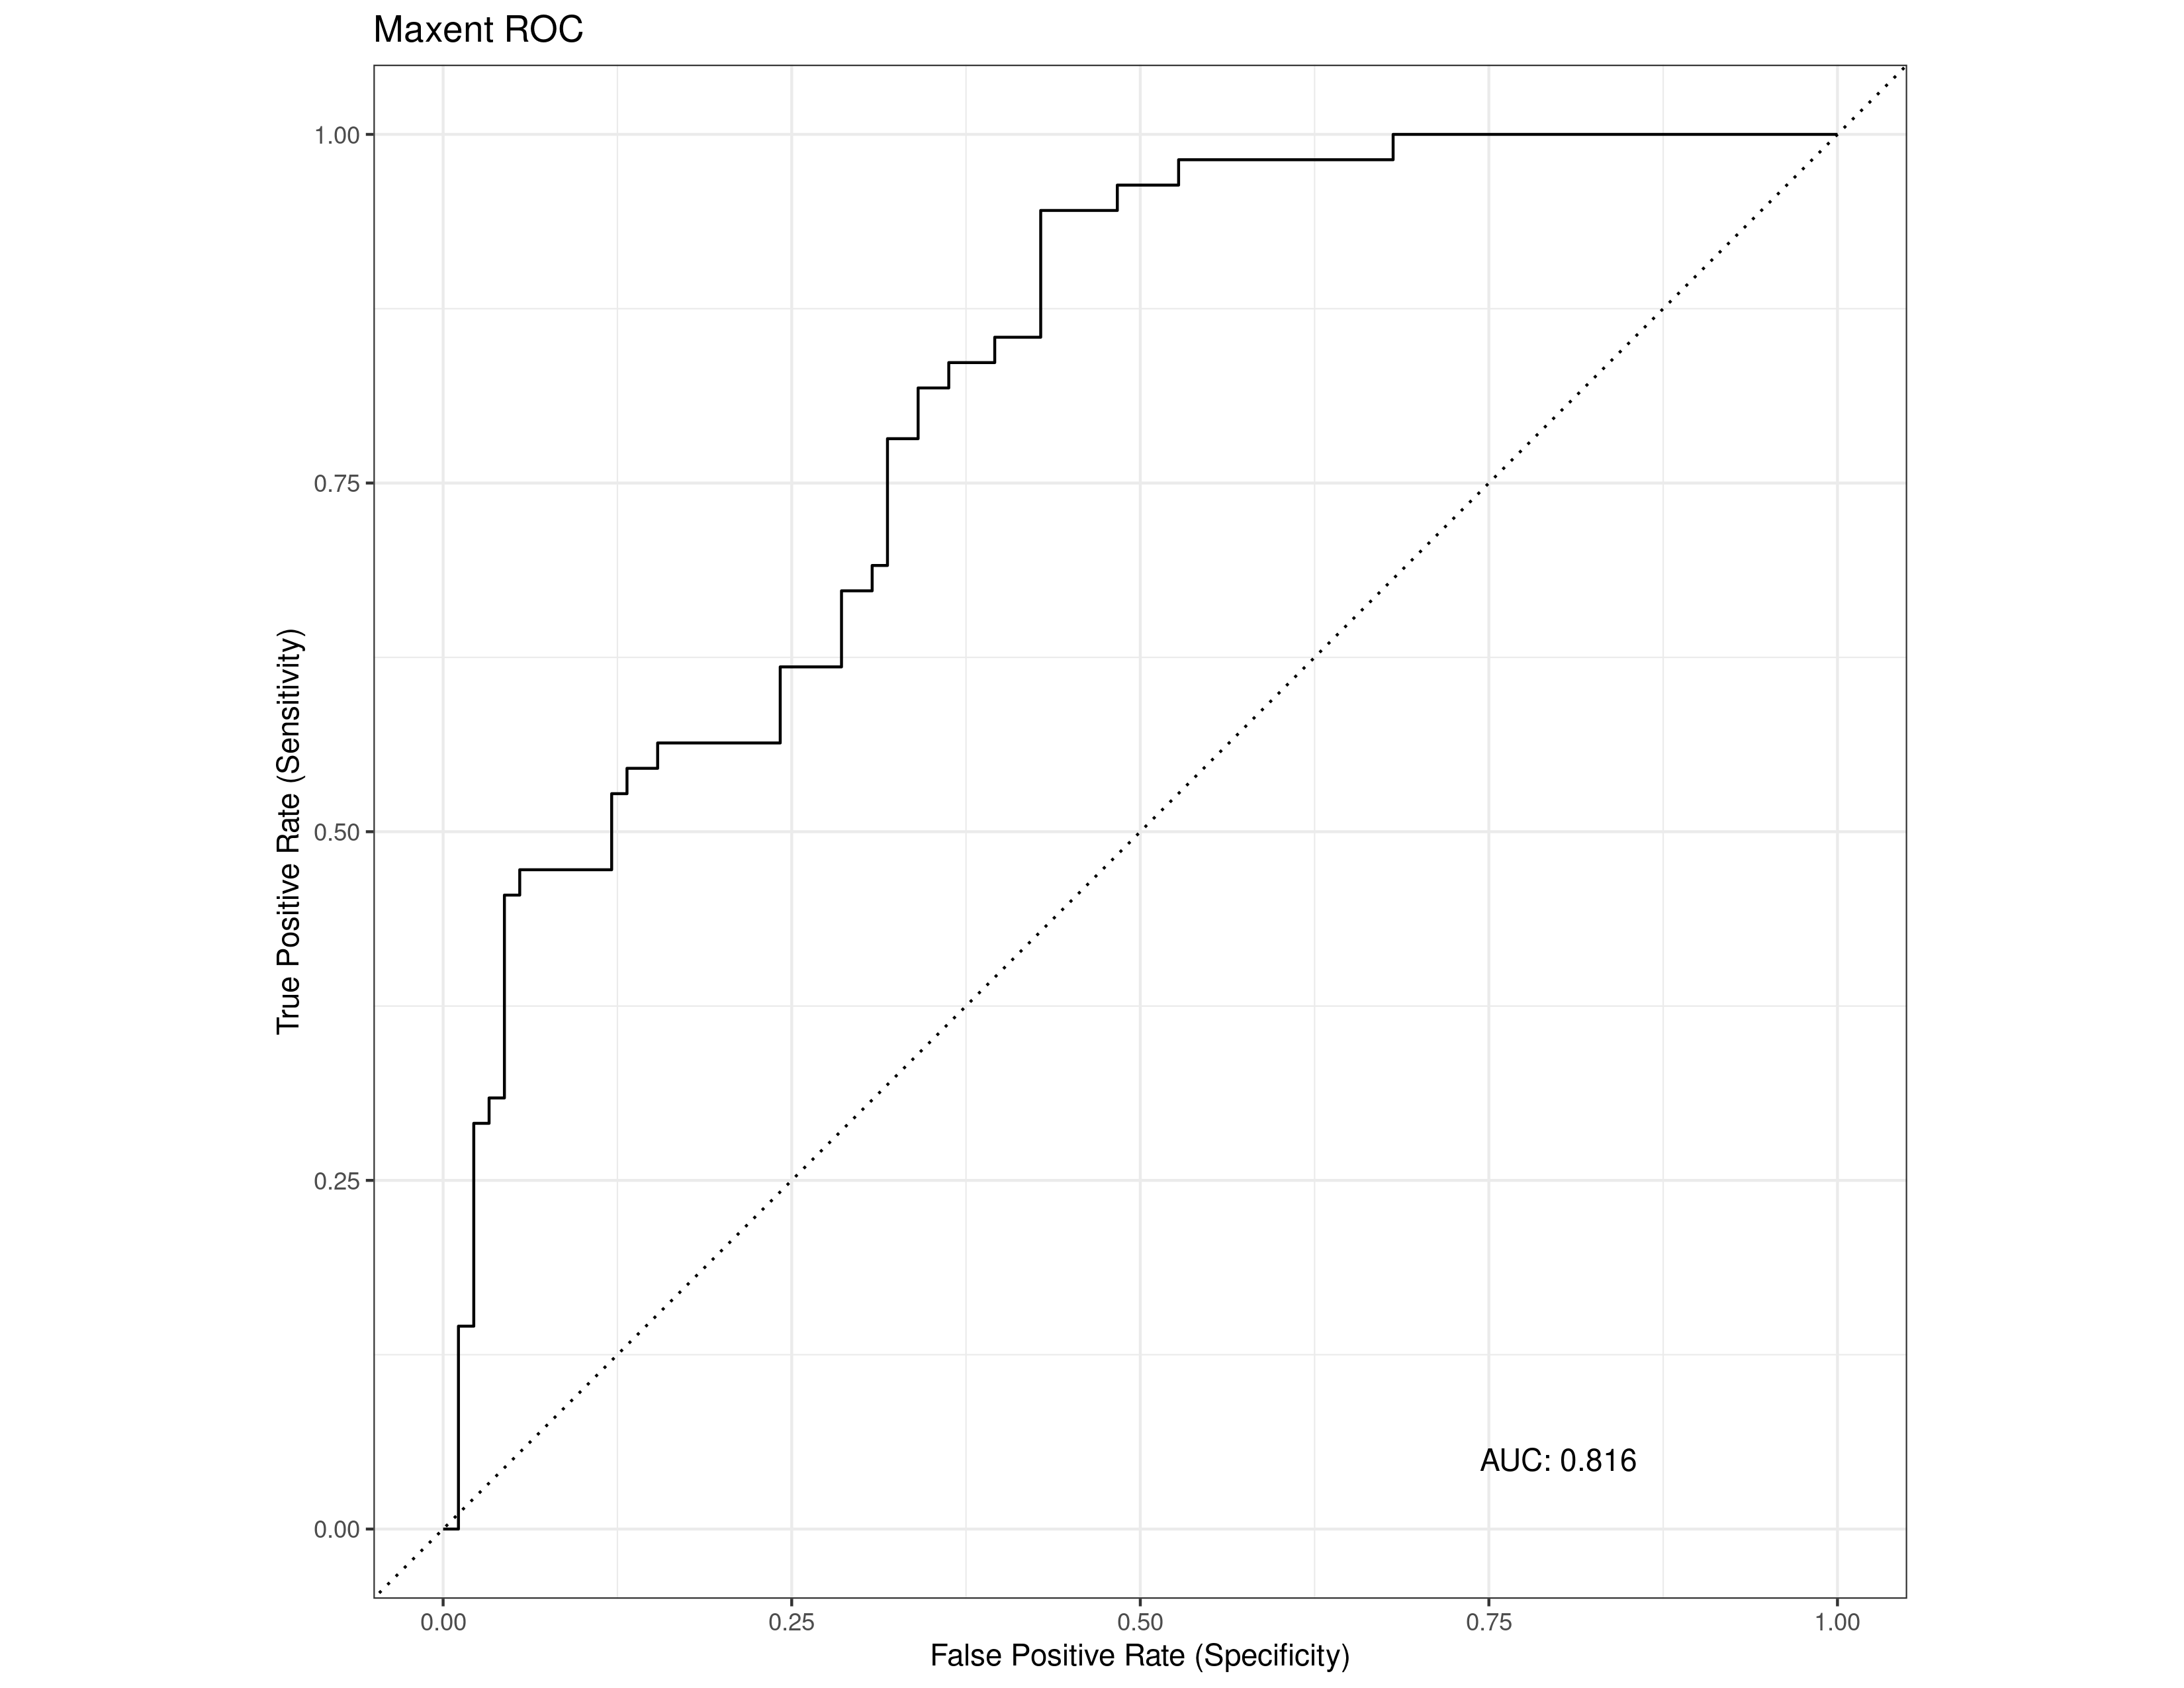 Maxent ROC
True Positive Rate (Sensitivity)
1.00
0.75
0.50
0.25
0.00
AUC: 0.816
0.00 0.25 0.50 0.75 1.00
False Positive Rate (Specificity)